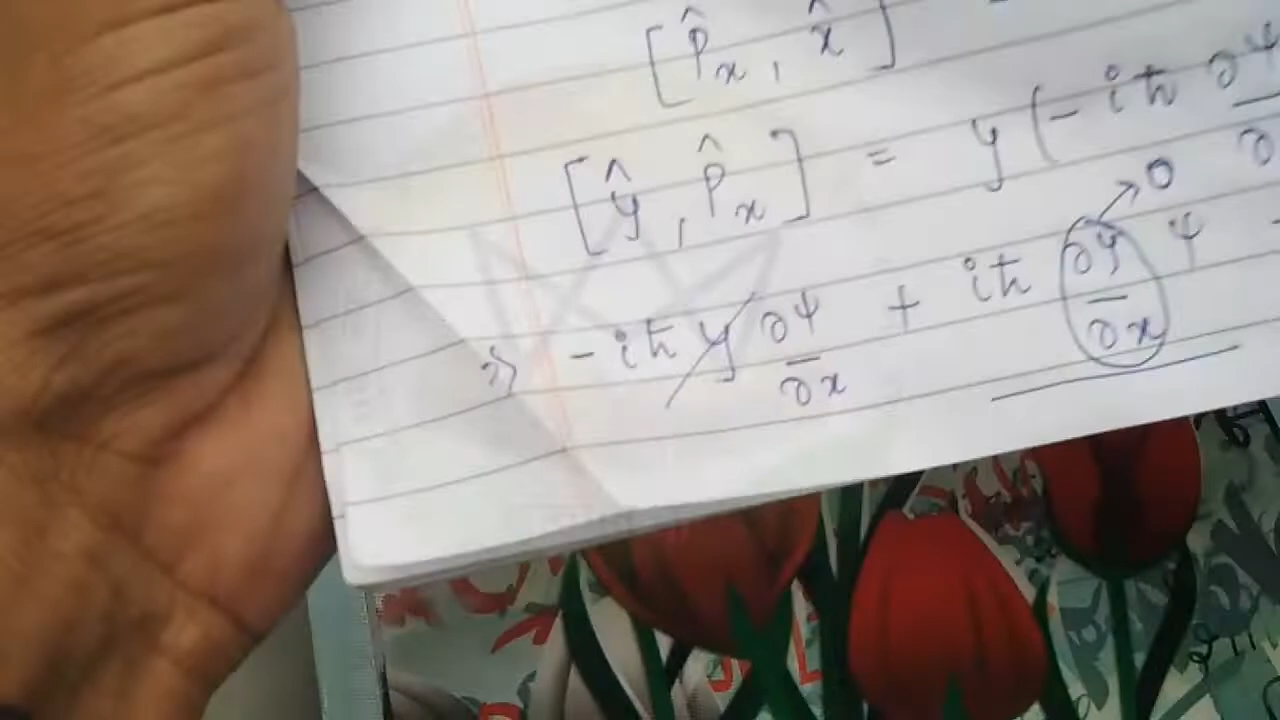 [p̂x, x̂]
[ŷ, p̂x] = y(-iħ ∂ψ/∂
⇒ -iħ y ∂ψ/∂x + iħ ∂y/∂x ψ → 0